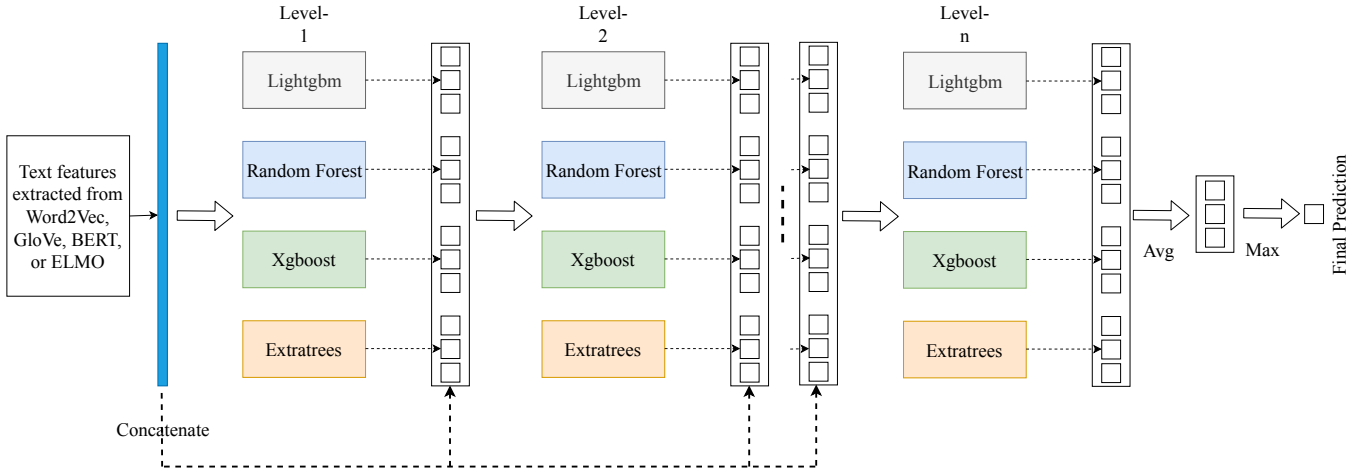 Level-
1
Level-
2
Level-
n
Text features
extracted from
Word2Vec,
GloVe, BERT,
or ELMO
Concatenate
Lightgbm
Random Forest
Xgboost
Extratrees
Lightgbm
Random Forest
Xgboost
Extratrees
Lightgbm
Random Forest
Xgboost
Extratrees
Avg
Max
Final Prediction